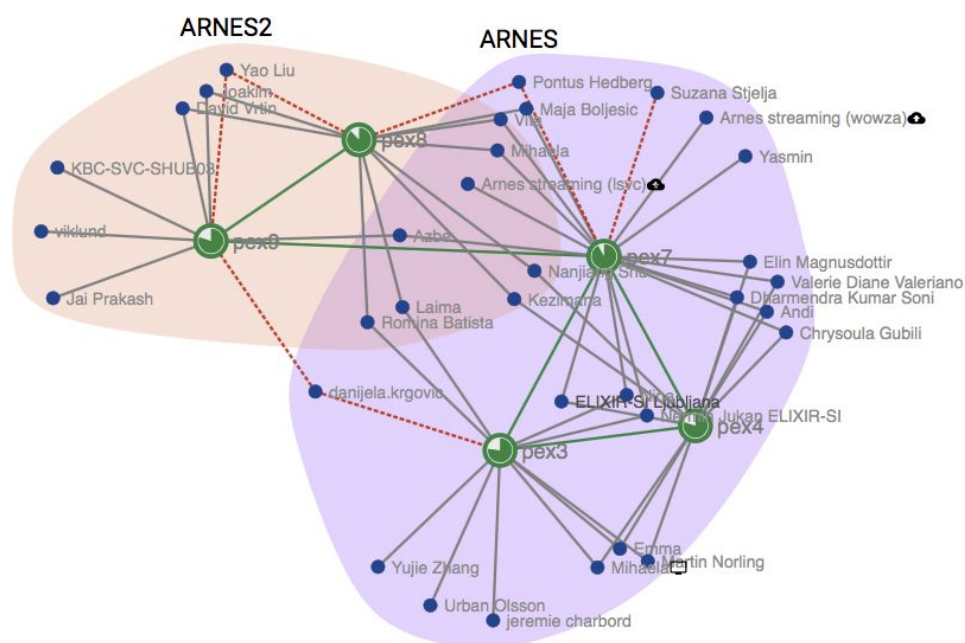 ARNES2
ARNES
Yao Liu
Joakim
David Vrtin
Pontus Hedberg
Suzana Stjelja
Maja Boljesic
Vita
Arnes streaming (wowza)
pex8
Mihaela
Yasmin
KBC-SVC-SHUB03
Arnes streaming (lsvc)
viklund
pex9
Azbe
pex7
Elin Magnusdottir
Nanjiang Shu
Valerie Diane Valeriano
Jai Prakash
Kezimana
Dharmendra Kumar Soni
Laima
Andi
Romina Batista
Chrysoula Gubili
danijela.krgovic
ELIXIR-SI Ljubljana
Jukan ELIXIR-SI
pex4
pex3
Emma
Martin Norling
Yujie Zhang
Mihaela
Urban Olsson
jeremie charbord